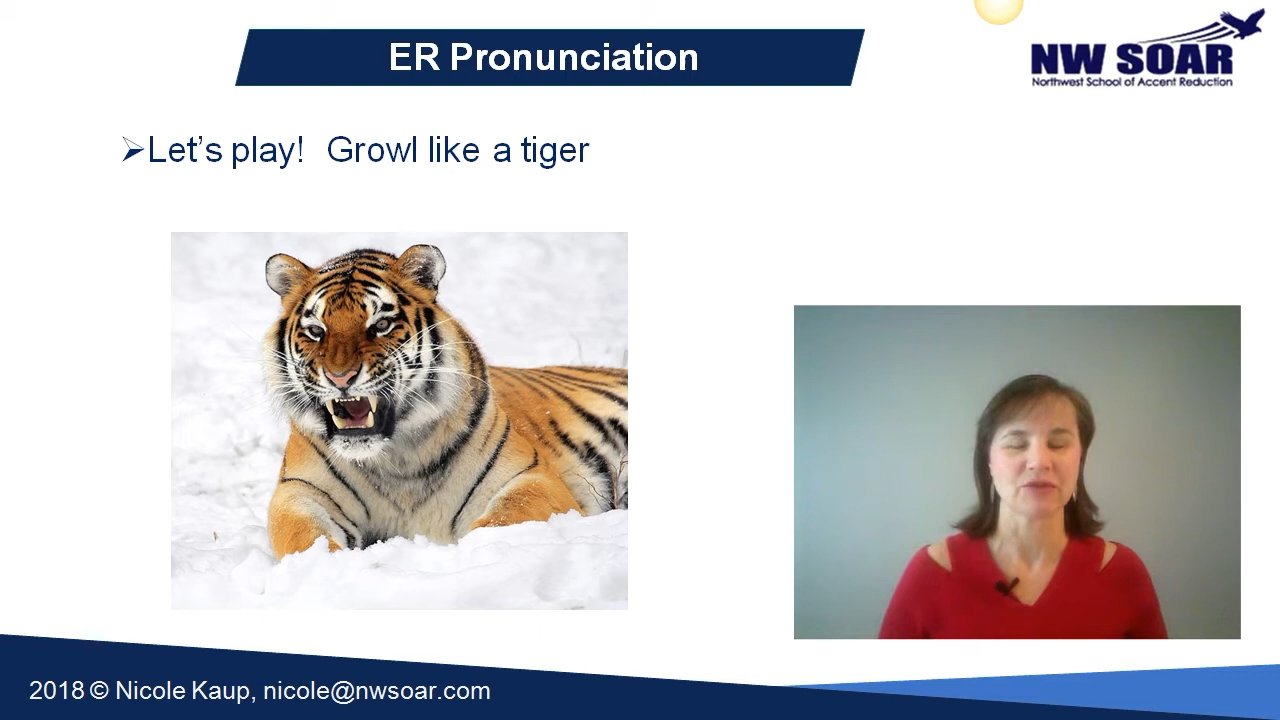 ER Pronunciation
NW SOAR
Northwest School of Accent Reduction
➢Let's play!  Growl like a tiger
2018 © Nicole Kaup, nicole@nwsoar.com